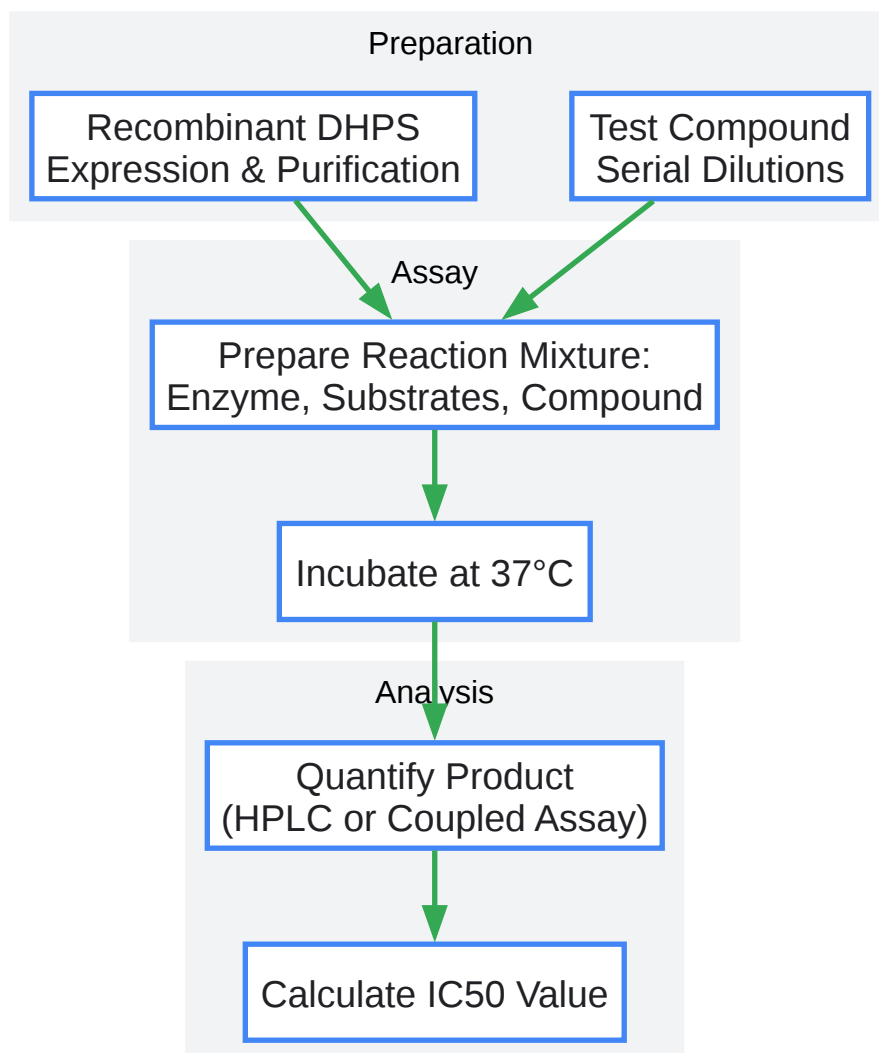 Preparation
Recombinant DHPS
Expression & Purification
Test Compound
Serial Dilutions
Assay
Prepare Reaction Mixture:
Enzyme, Substrates, Compound
Incubate at 37°C
Analysis
Quantify Product
(HPLC or Coupled Assay)
Calculate IC50 Value